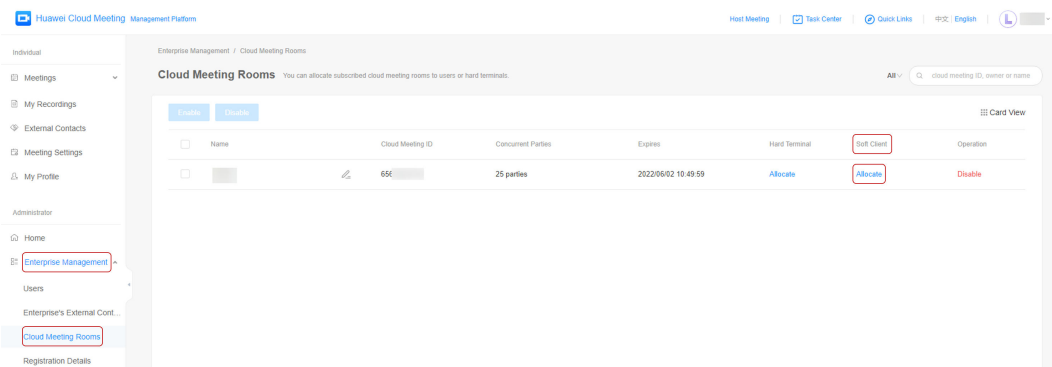 Huawei Cloud Meeting Management Platform
Host Meeting Task Center Quick Links 中文 English L
Individual
Meetings
My Recordings
External Contacts
Meeting Settings
My Profile
Administrator
Home
Enterprise Management
Users
Enterprise's External Cont...
Cloud Meeting Rooms
Registration Details
Enterprise Management / Cloud Meeting Rooms
Cloud Meeting Rooms You can allocate subscribed cloud meeting rooms to users or hard terminals.
All cloud meeting ID, owner or name
Enable Disable
Card View
Name Cloud Meeting ID Concurrent Parties Expires Hard Terminal Soft Client Operation
656 25 parties 2022/06/02 10:49:59 Allocate Allocate Disable